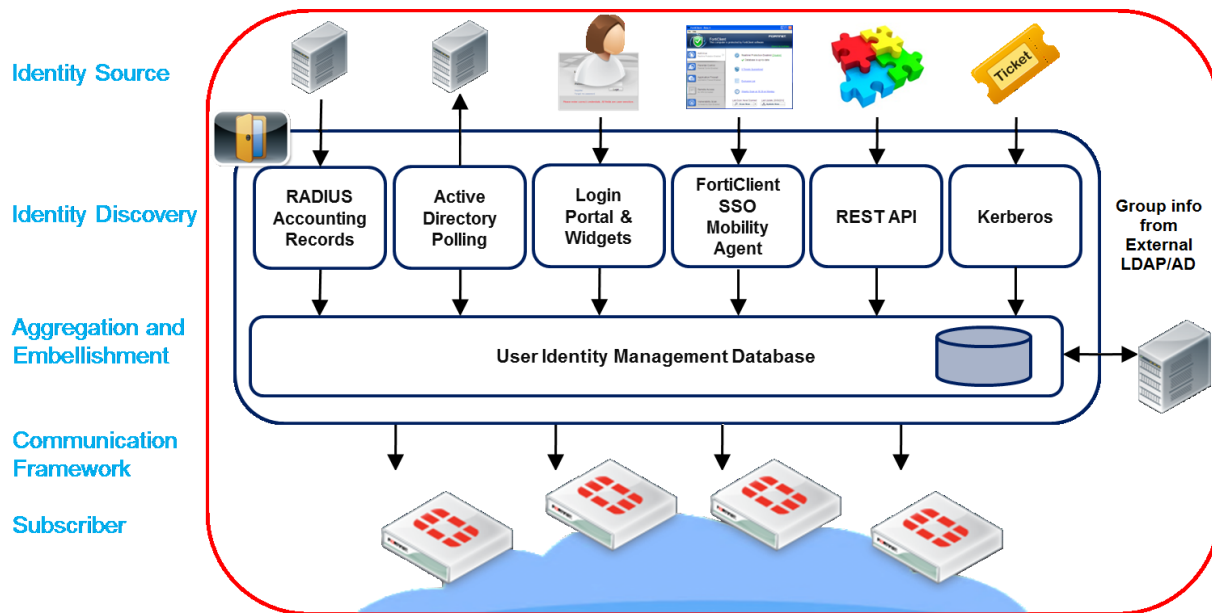 Identity Source
FortiClient
Ticket
Identity Discovery
RADIUS
Accounting
Records
Active
Directory
Polling
Login
Portal &
Widgets
FortiClient
SSO
Mobility
Agent
REST API
Kerberos
Group info
from
External
LDAP/AD
Aggregation and
Embellishment
User Identity Management Database
Communication
Framework
Subscriber